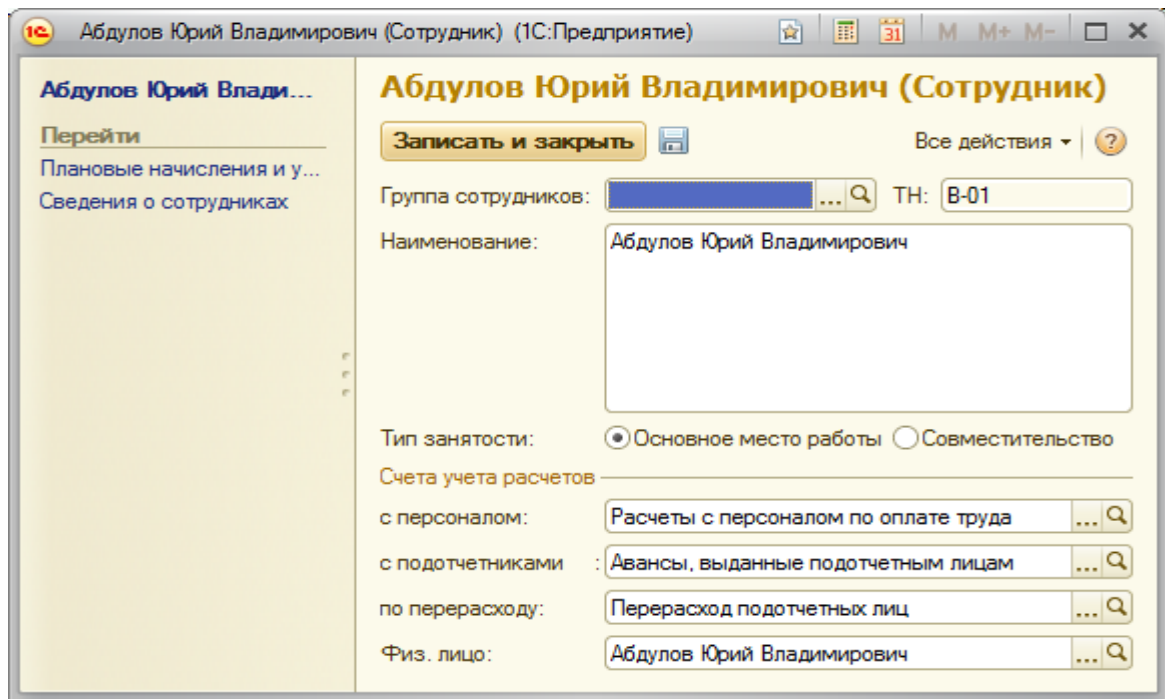 1С Абдулов Юрий Владимирович (Сотрудник) (1С:Предприятие) 31 M M+ M-
Абдулов Юрий Влади...
Перейти
Плановые начисления и у...
Сведения о сотрудниках
Абдулов Юрий Владимирович (Сотрудник)
Записать и закрыть Все действия ?
Группа сотрудников: ... ТН: В-01
Наименование: Абдулов Юрий Владимирович
Тип занятости: Основное место работы Совместительство
Счета учета расчетов
с персоналом: Расчеты с персоналом по оплате труда ...
с подотчетниками : Авансы, выданные подотчетным лицам ...
по перерасходу: Перерасход подотчетных лиц ...
Физ. лицо: Абдулов Юрий Владимирович ...